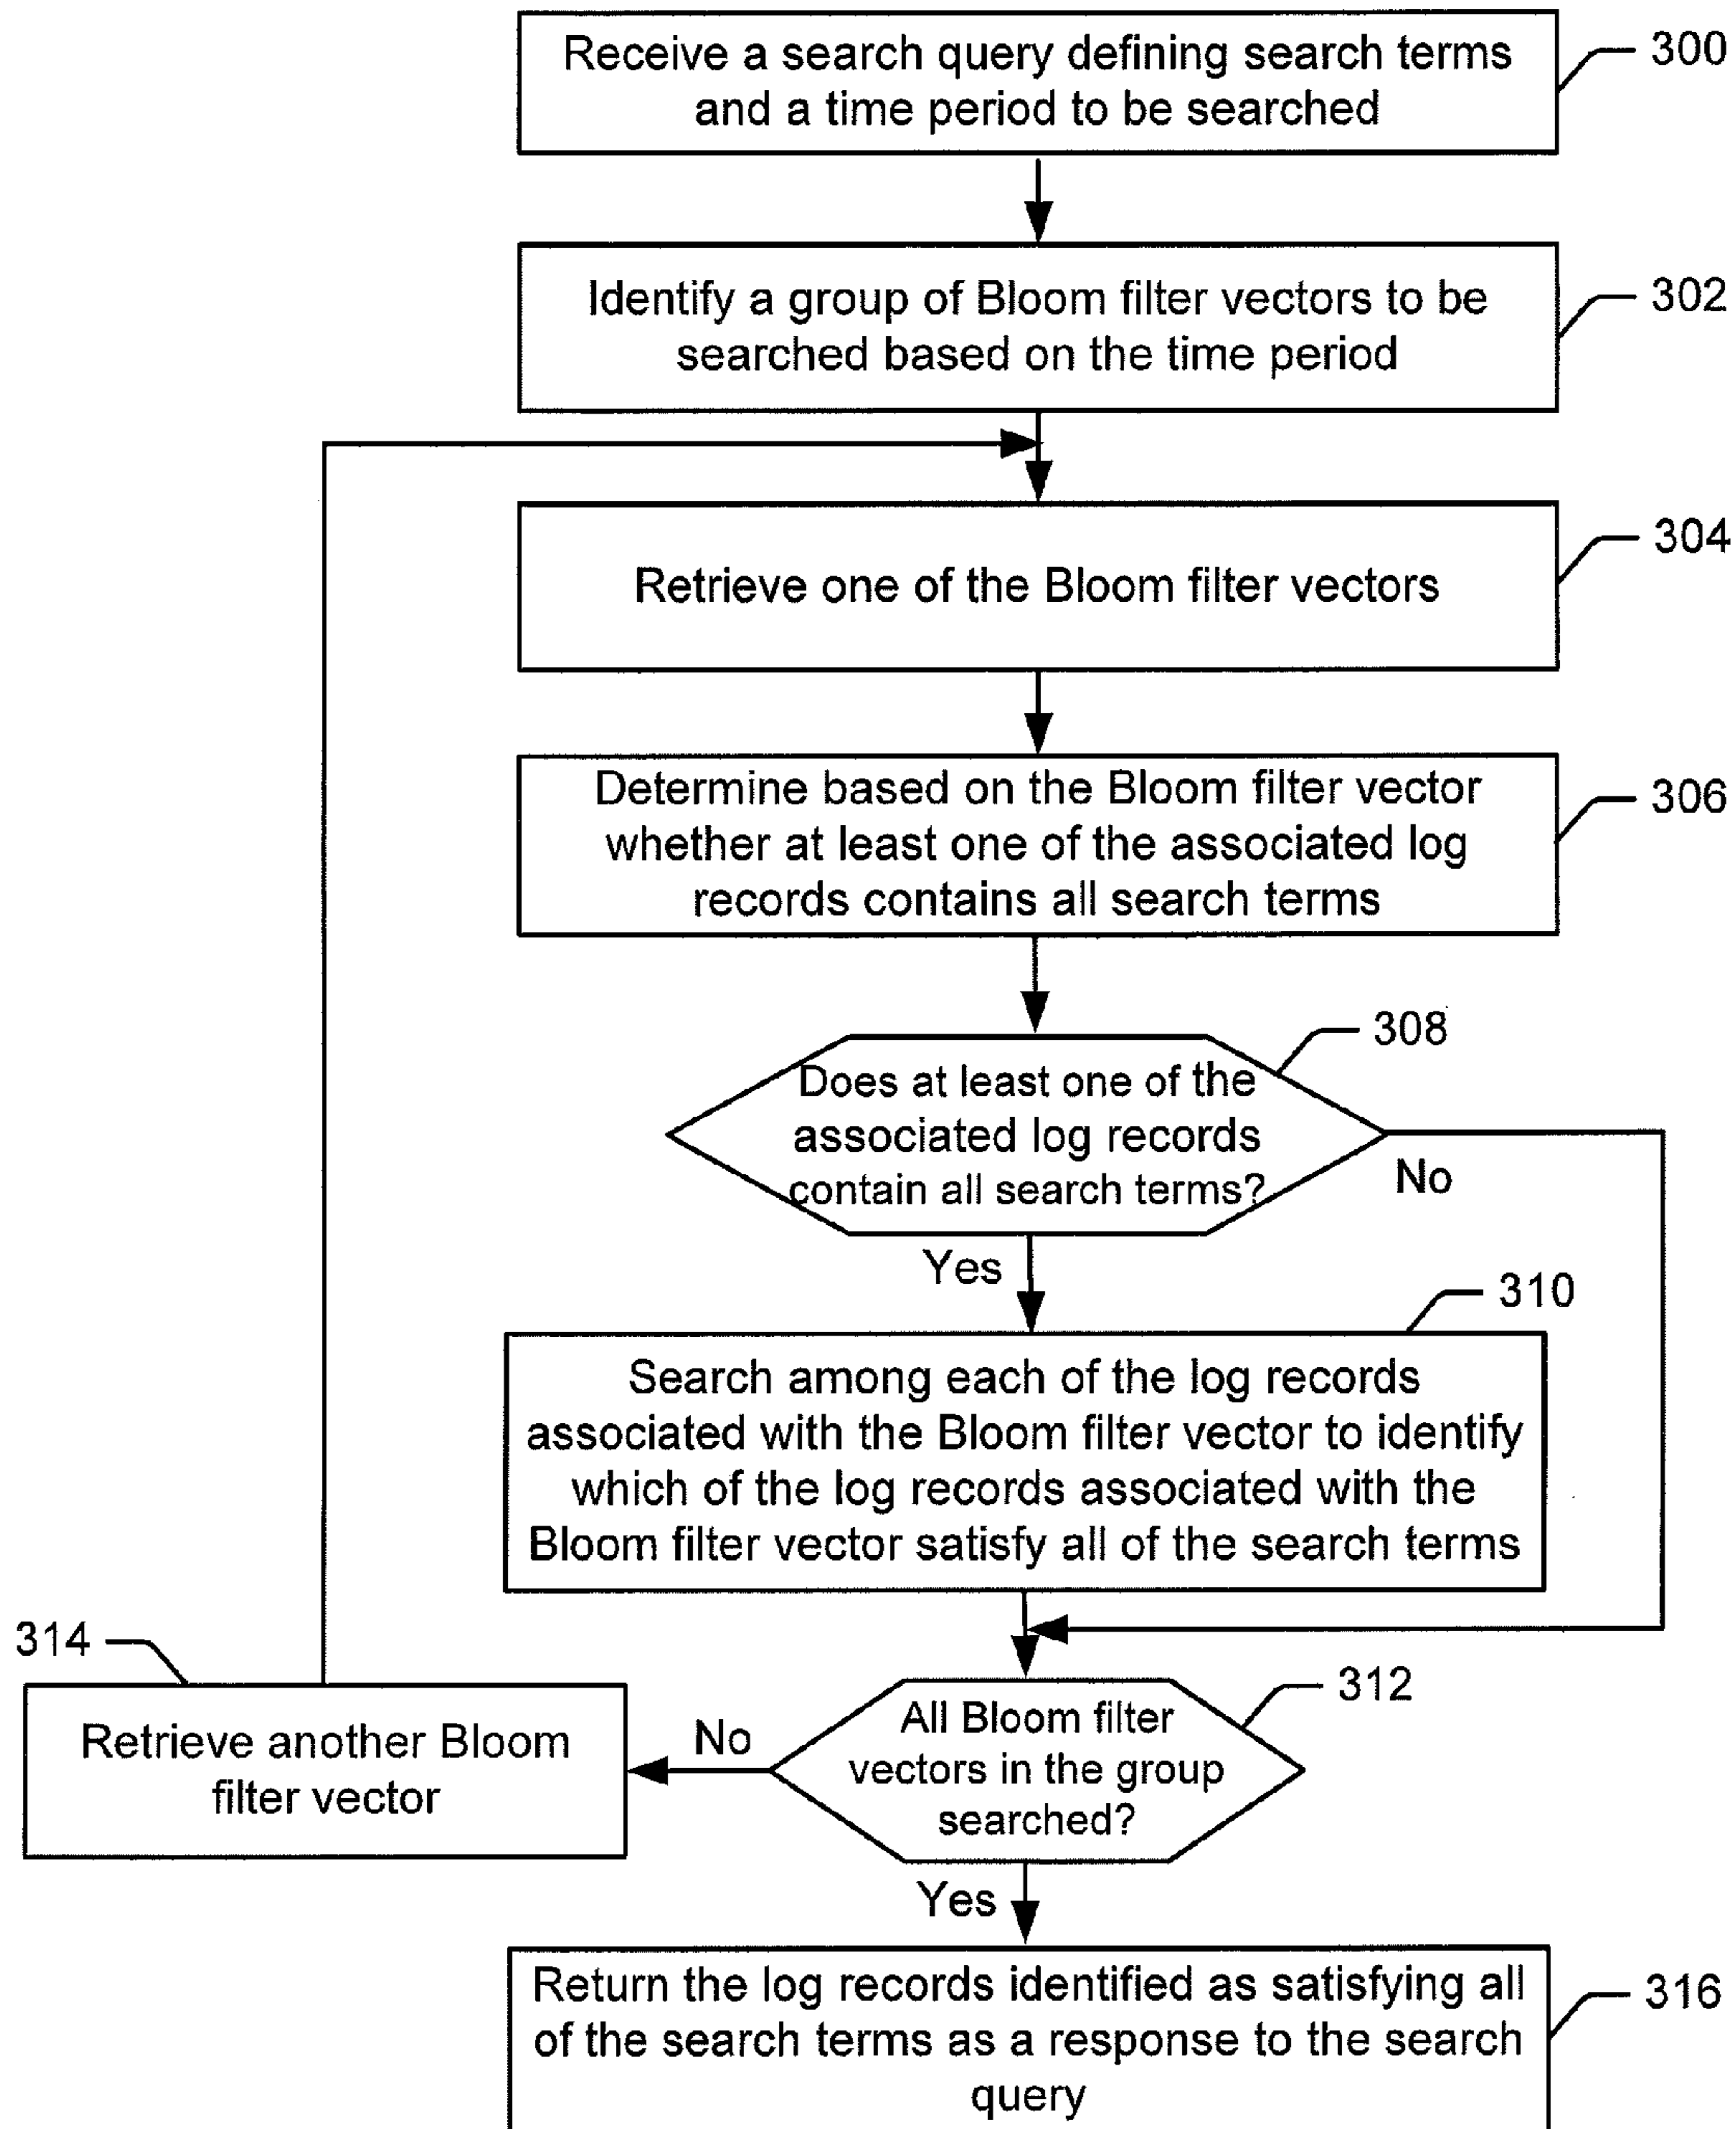 Receive a search query defining search terms
and a time period to be searched
300
Identify a group of Bloom filter vectors to be
searched based on the time period
302
Retrieve one of the Bloom filter vectors
304
Determine based on the Bloom filter vector
whether at least one of the associated log
records contains all search terms
306
308
Does at least one of the
associated log records
contain all search terms?
No
Yes
310
Search among each of the log records
associated with the Bloom filter vector to identify
which of the log records associated with the
Bloom filter vector satisfy all of the search terms
314
Retrieve another Bloom
filter vector
No
312
All Bloom filter
vectors in the group
searched?
Yes
Return the log records identified as satisfying all
of the search terms as a response to the search
query
316